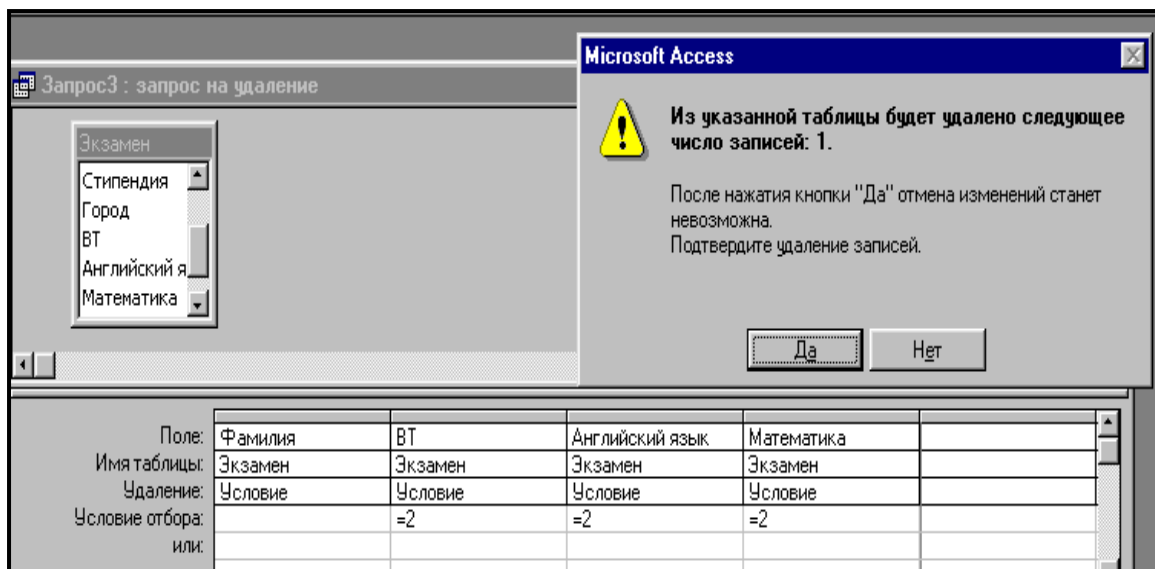 Microsoft Access
Запрос3 : запрос на удаление
Из указанной таблицы будет удалено следующее
число записей: 1.
Экзамен
Стипендия
Город
ВТ
Английский я
Математика
После нажатия кнопки "Да" отмена изменений станет
невозможна.
Подтвердите удаление записей.
Да
Нет
Поле: Фамилия ВТ Английский язык Математика
Имя таблицы: Экзамен Экзамен Экзамен Экзамен
Удаление: Условие Условие Условие Условие
Условие отбора: =2 =2 =2
или: